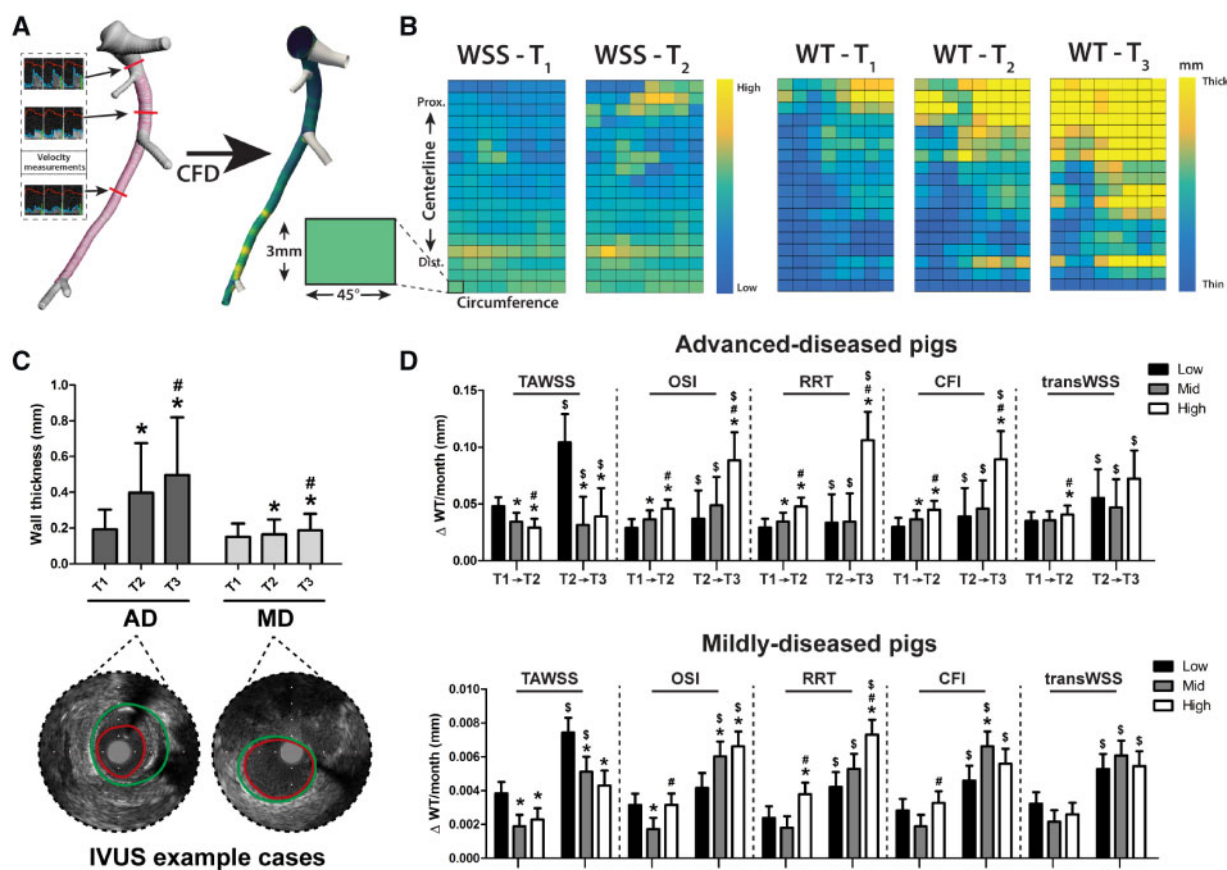 A
Velocity
measurements
CFD
3mm
45°
B
WSS - T1
WSS - T2
WT - T1
WT - T2
WT - T3
mm
High
Low
Thick
Thin
Prox.
Centerline
Dist.
Circumference
C
Wall thickness (mm)
1.0
0.8
0.6
0.4
0.2
0.0
*
#
*
*
#
*
T1
T2
T3
T1
T2
T3
AD
MD
IVUS example cases
D
Advanced-diseased pigs
TAWSS
OSI
RRT
CFI
transWSS
Low
Mid
High
Δ WT/month (mm)
0.15
0.10
0.05
0.00
* # * $ $ * $ *
* # * $ $ $ # *
* # * $ $ $ # *
* # * $ $ $ # *
# * $ $ $
T1→T2
T2→T3
T1→T2
T2→T3
T1→T2
T2→T3
T1→T2
T2→T3
T1→T2
T2→T3
Mildly-diseased pigs
TAWSS
OSI
RRT
CFI
transWSS
Low
Mid
High
Δ WT/month (mm)
0.010
0.008
0.006
0.004
0.002
0.000
* * $ $ * *
* # $ * $ *
# * $ $ $ # *
# $ $ * $
$ $ $